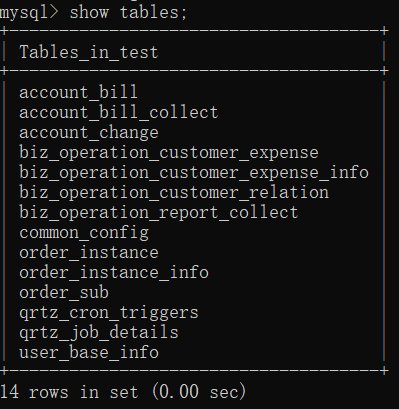 mysql> show tables;
+-------------------------------------+
| Tables_in_test                      |
+-------------------------------------+
| account_bill                        |
| account_bill_collect                |
| account_change                      |
| biz_operation_customer_expense      |
| biz_operation_customer_expense_info |
| biz_operation_customer_relation     |
| biz_operation_report_collect        |
| common_config                       |
| order_instance                      |
| order_instance_info                 |
| order_sub                           |
| qrtz_cron_triggers                  |
| qrtz_job_details                    |
| user_base_info                      |
+-------------------------------------+
14 rows in set (0.00 sec)